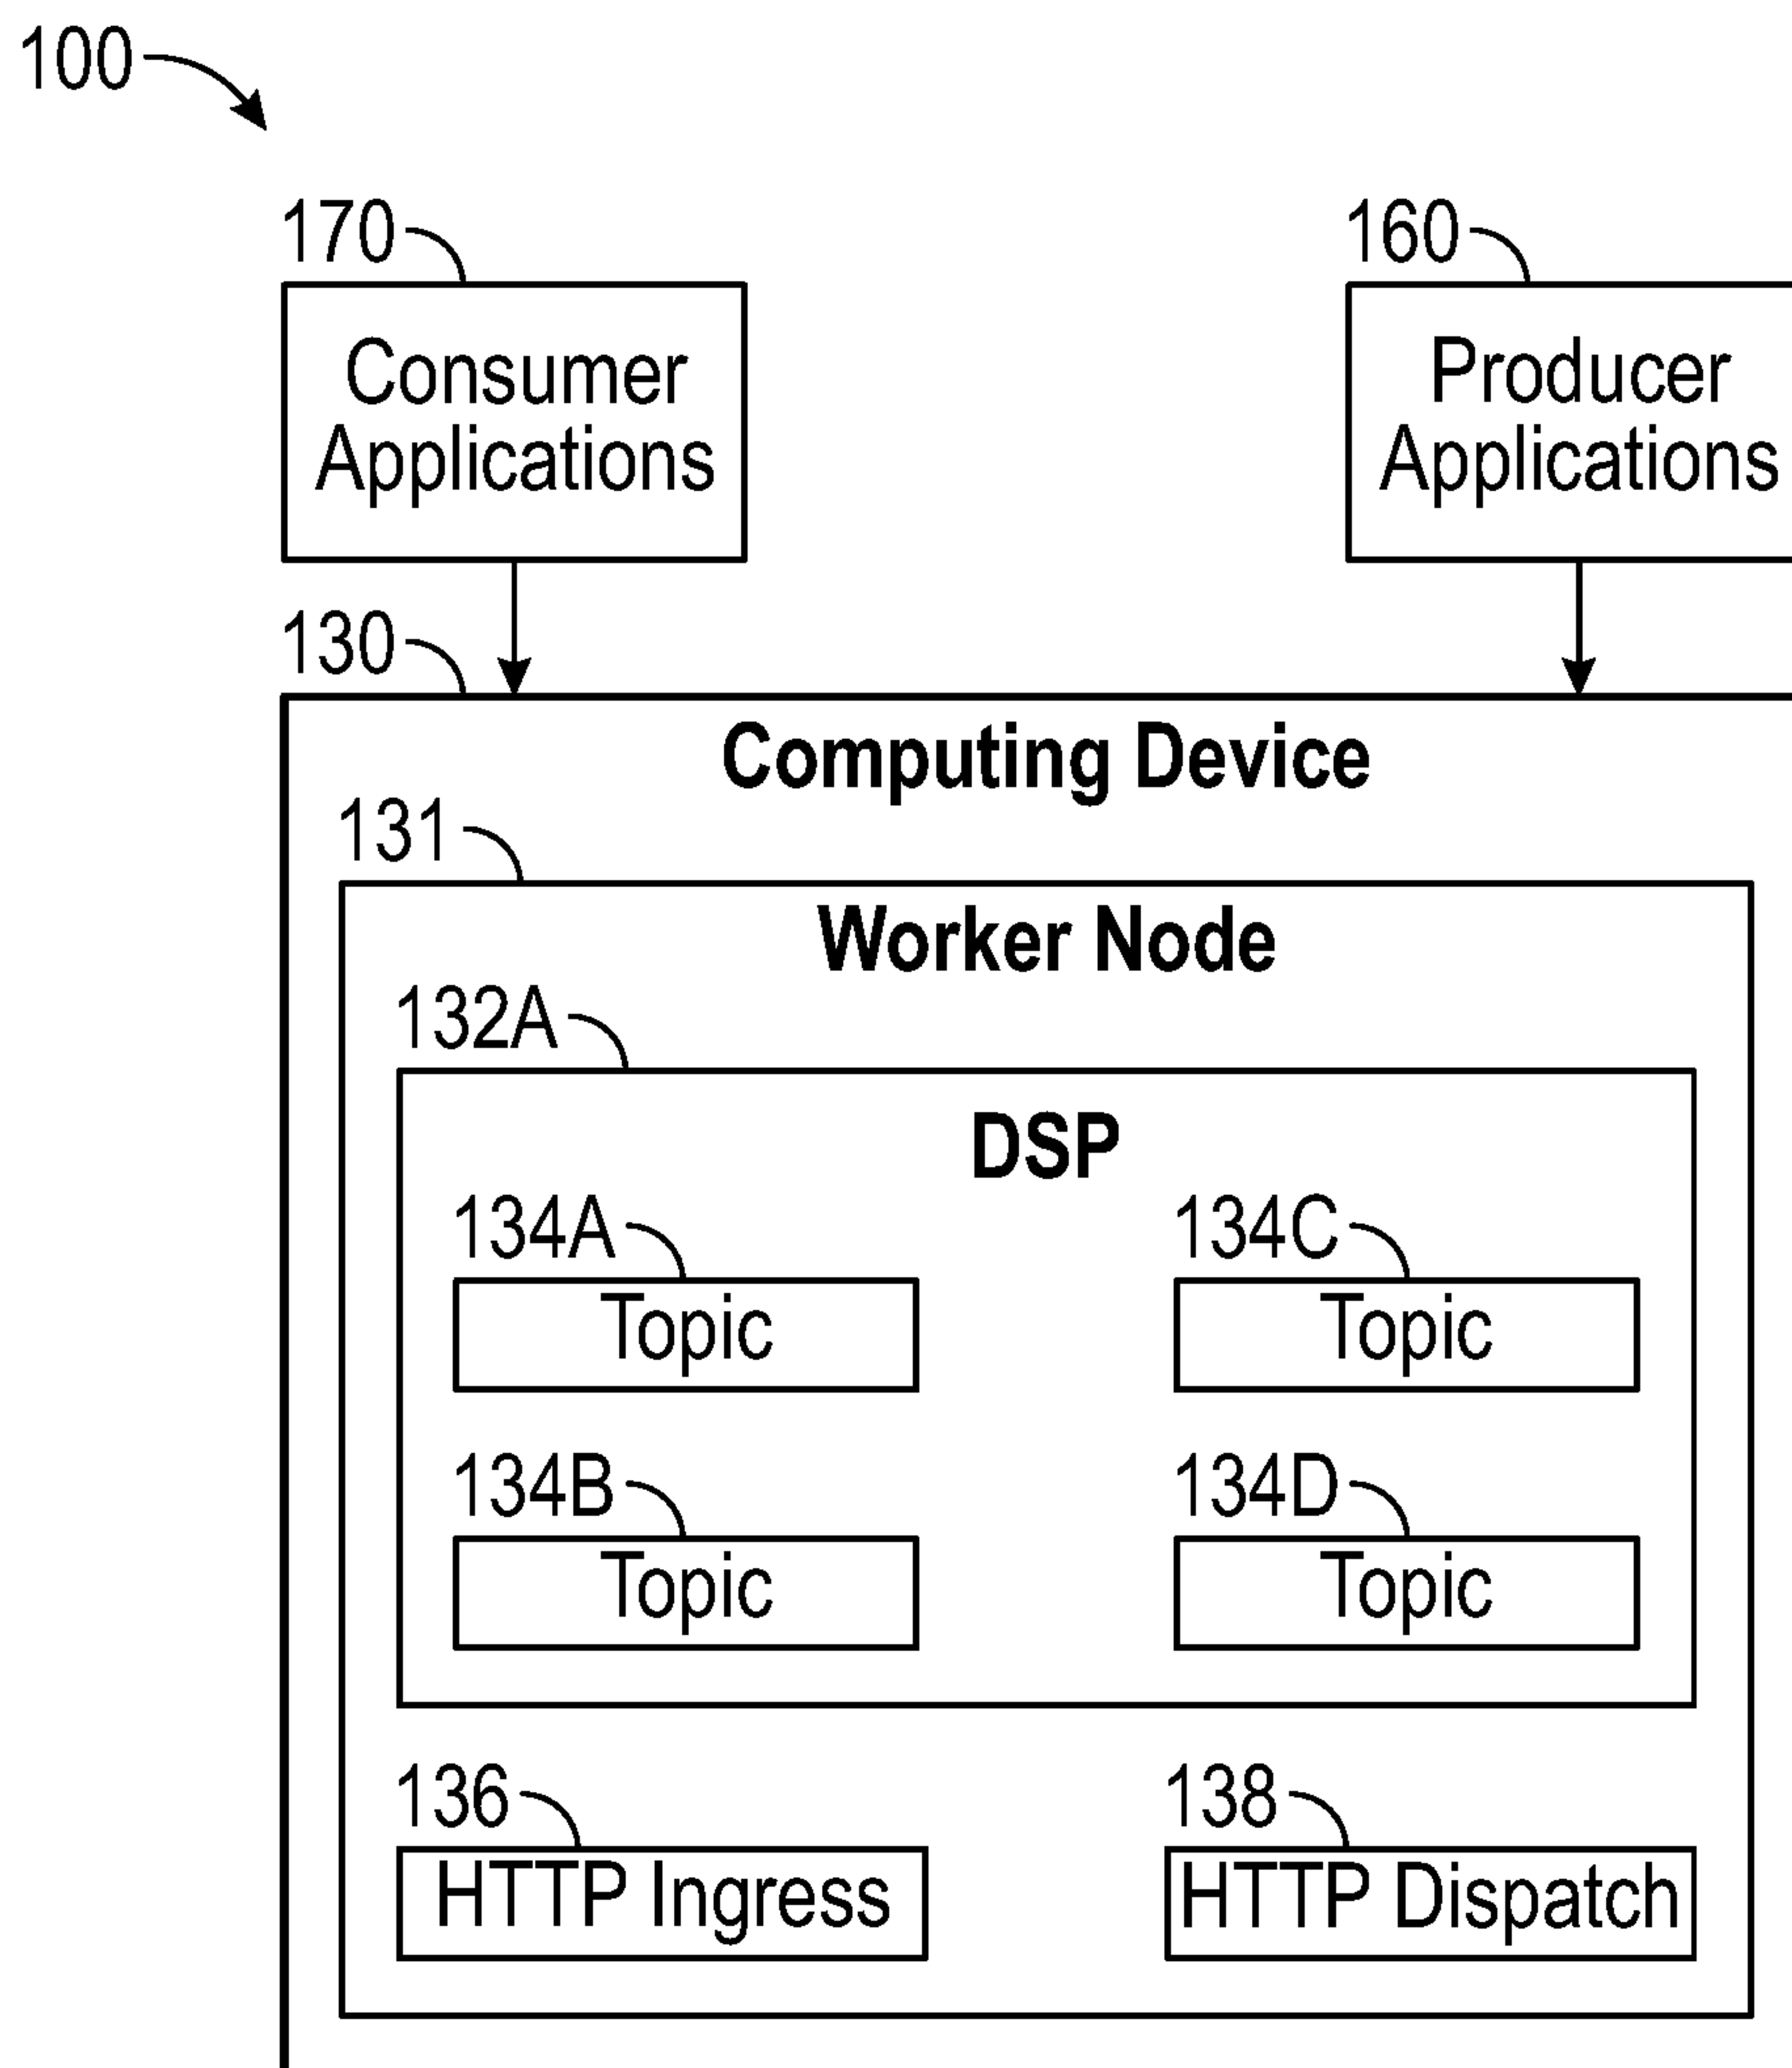 100
170
160
Consumer
Applications
Producer
Applications
130
Computing Device
131
Worker Node
132A
DSP
134A
134C
Topic
Topic
134B
134D
Topic
Topic
136
138
HTTP Ingress
HTTP Dispatch